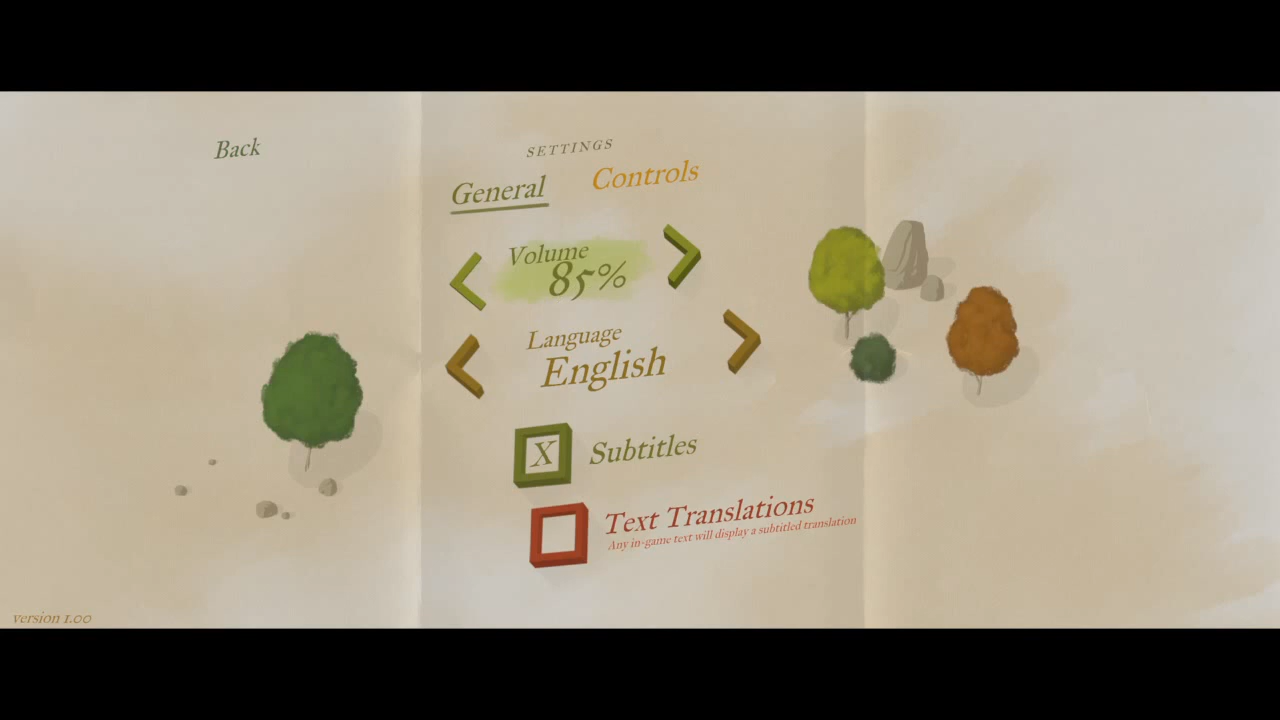 Back
SETTINGS
General
Controls
Volume
85%
Language
English
X Subtitles
Text Translations
Any in-game text will display a subtitled translation
version 1.00